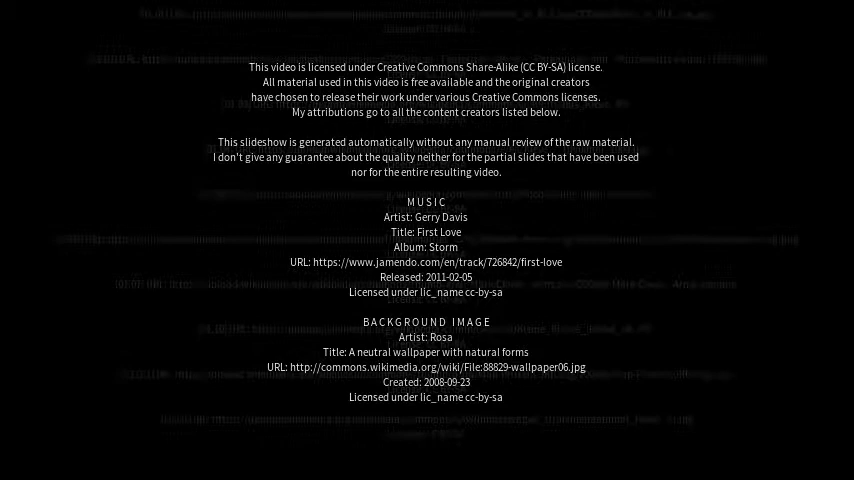 This video is licensed under Creative Commons Share-Alike (CC BY-SA) license.
All material used in this video is free available and the original creators
have chosen to release their work under various Creative Commons licenses.
My attributions go to all the content creators listed below.
This slideshow is generated automatically without any manual review of the raw material.
I don't give any guarantee about the quality neither for the partial slides that have been used
nor for the entire resulting video.
MUSIC
Artist: Gerry Davis
Title: First Love
Album: Storm
URL: https://www.jamendo.com/en/track/726842/first-love
Released: 2011-02-05
Licensed under lic_name cc-by-sa
BACKGROUND IMAGE
Artist: Rosa
Title: A neutral wallpaper with natural forms
URL: http://commons.wikimedia.org/wiki/File:88829-wallpaper06.jpg
Created: 2008-09-23
Licensed under lic_name cc-by-sa